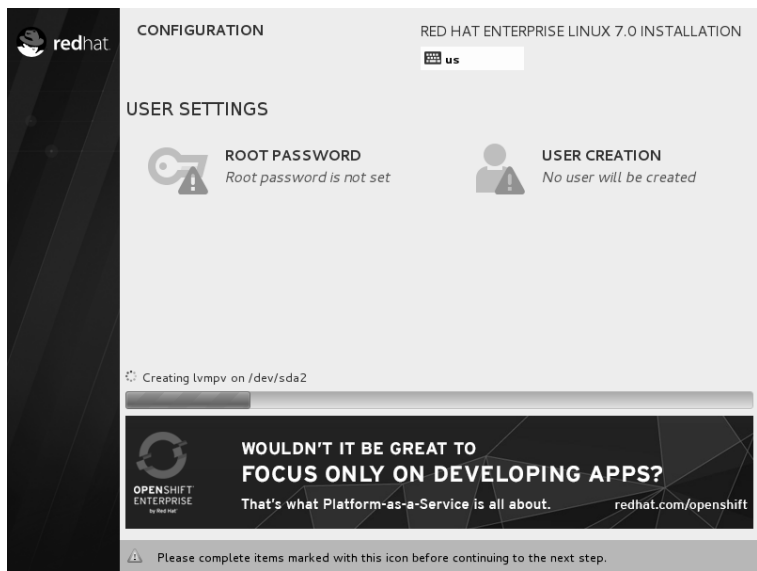 redhat
CONFIGURATION
RED HAT ENTERPRISE LINUX 7.0 INSTALLATION
us
USER SETTINGS
ROOT PASSWORD
Root password is not set
USER CREATION
No user will be created
Creating lvmpv on /dev/sda2
OPENSHIFT
ENTERPRISE
by Red Hat
WOULDN'T IT BE GREAT TO
FOCUS ONLY ON DEVELOPING APPS?
That's what Platform-as-a-Service is all about.
redhat.com/openshift
Please complete items marked with this icon before continuing to the next step.